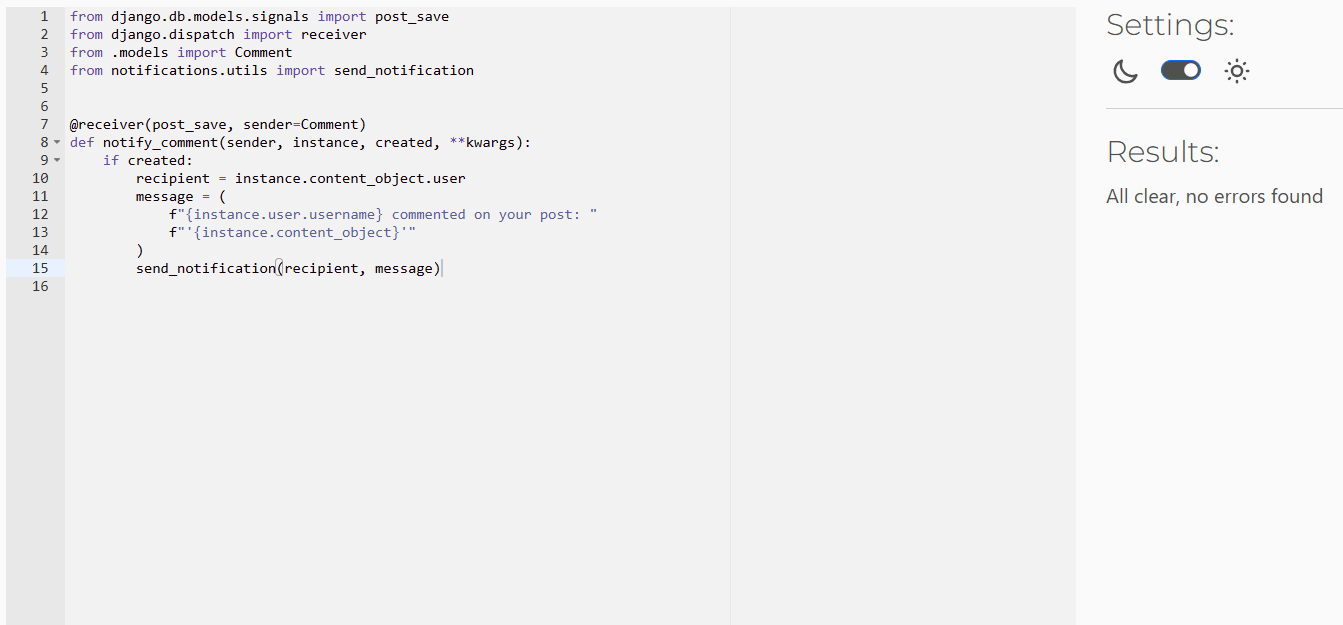 1 from django.db.models.signals import post_save
2 from django.dispatch import receiver
3 from .models import Comment
4 from notifications.utils import send_notification
5
6
7 @receiver(post_save, sender=Comment)
8 def notify_comment(sender, instance, created, **kwargs):
9     if created:
10         recipient = instance.content_object.user
11         message = (
12             f"{instance.user.username} commented on your post: "
13             f"'{instance.content_object}'"
14         )
15         send_notification(recipient, message)
16
Settings:
Results:
All clear, no errors found